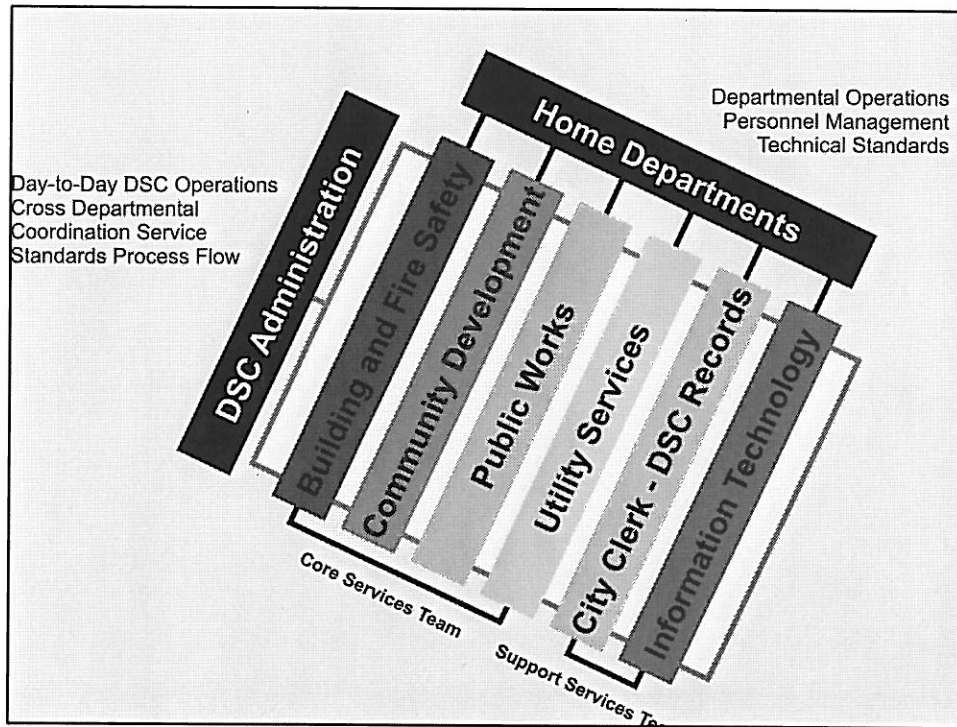 Home Departments
Departmental Operations
Personnel Management
Technical Standards
Day-to-Day DSC Operations
Cross Departmental
Coordination Service
Standards Process Flow
DSC Administration
Building and Fire Safety
Community Development
Public Works
Utility Services
City Clerk - DSC Records
Information Technology
Core Services Team
Support Services